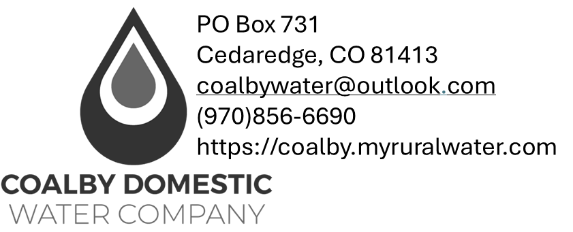 PO Box 731
Cedaredge, CO 81413
coalbywater@outlook.com
(970)856-6690
https://coalby.myruralwater.com
COALBY DOMESTIC
WATER COMPANY